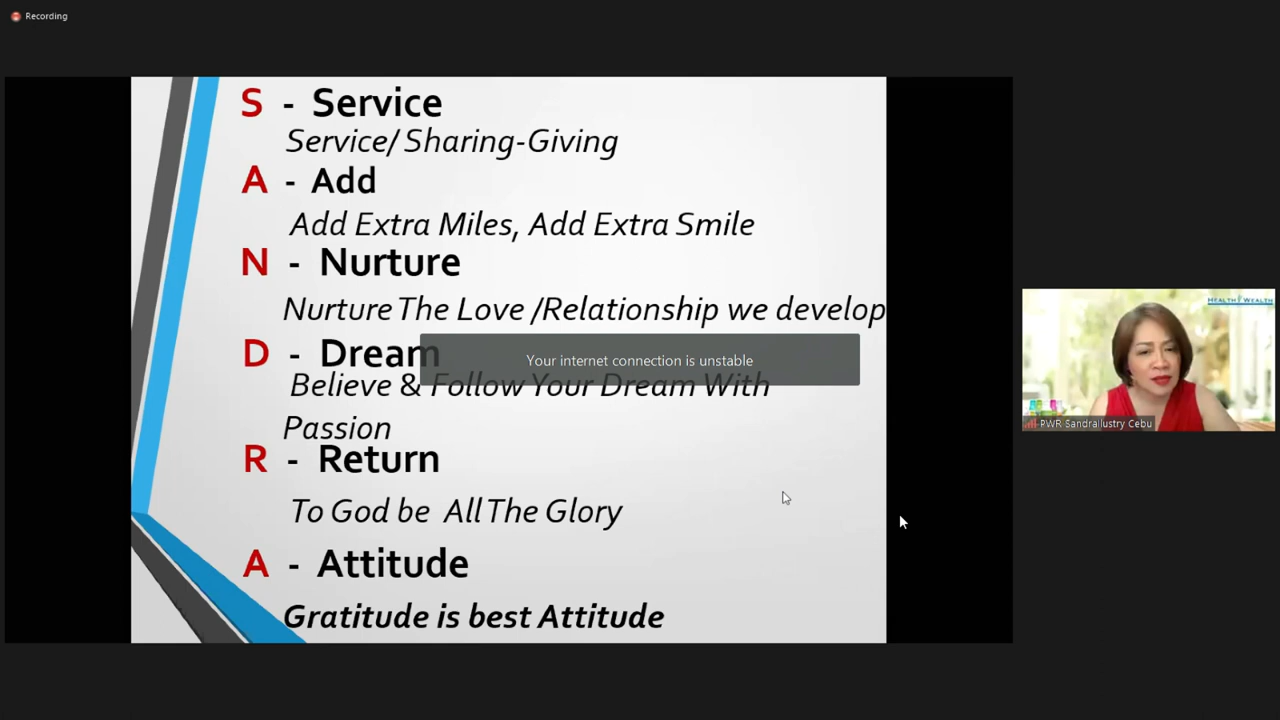 Recording
S - Service
Service/ Sharing-Giving
A - Add
Add Extra Miles, Add Extra Smile
N - Nurture
Nurture The Love /Relationship we develop
D - Dream
Your internet connection is unstable
Believe & Follow Your Dream With
Passion
R - Return
To God be All The Glory
A - Attitude
Gratitude is best Attitude
HEALTH WEALTH
PWR Sandraliustry Cebu